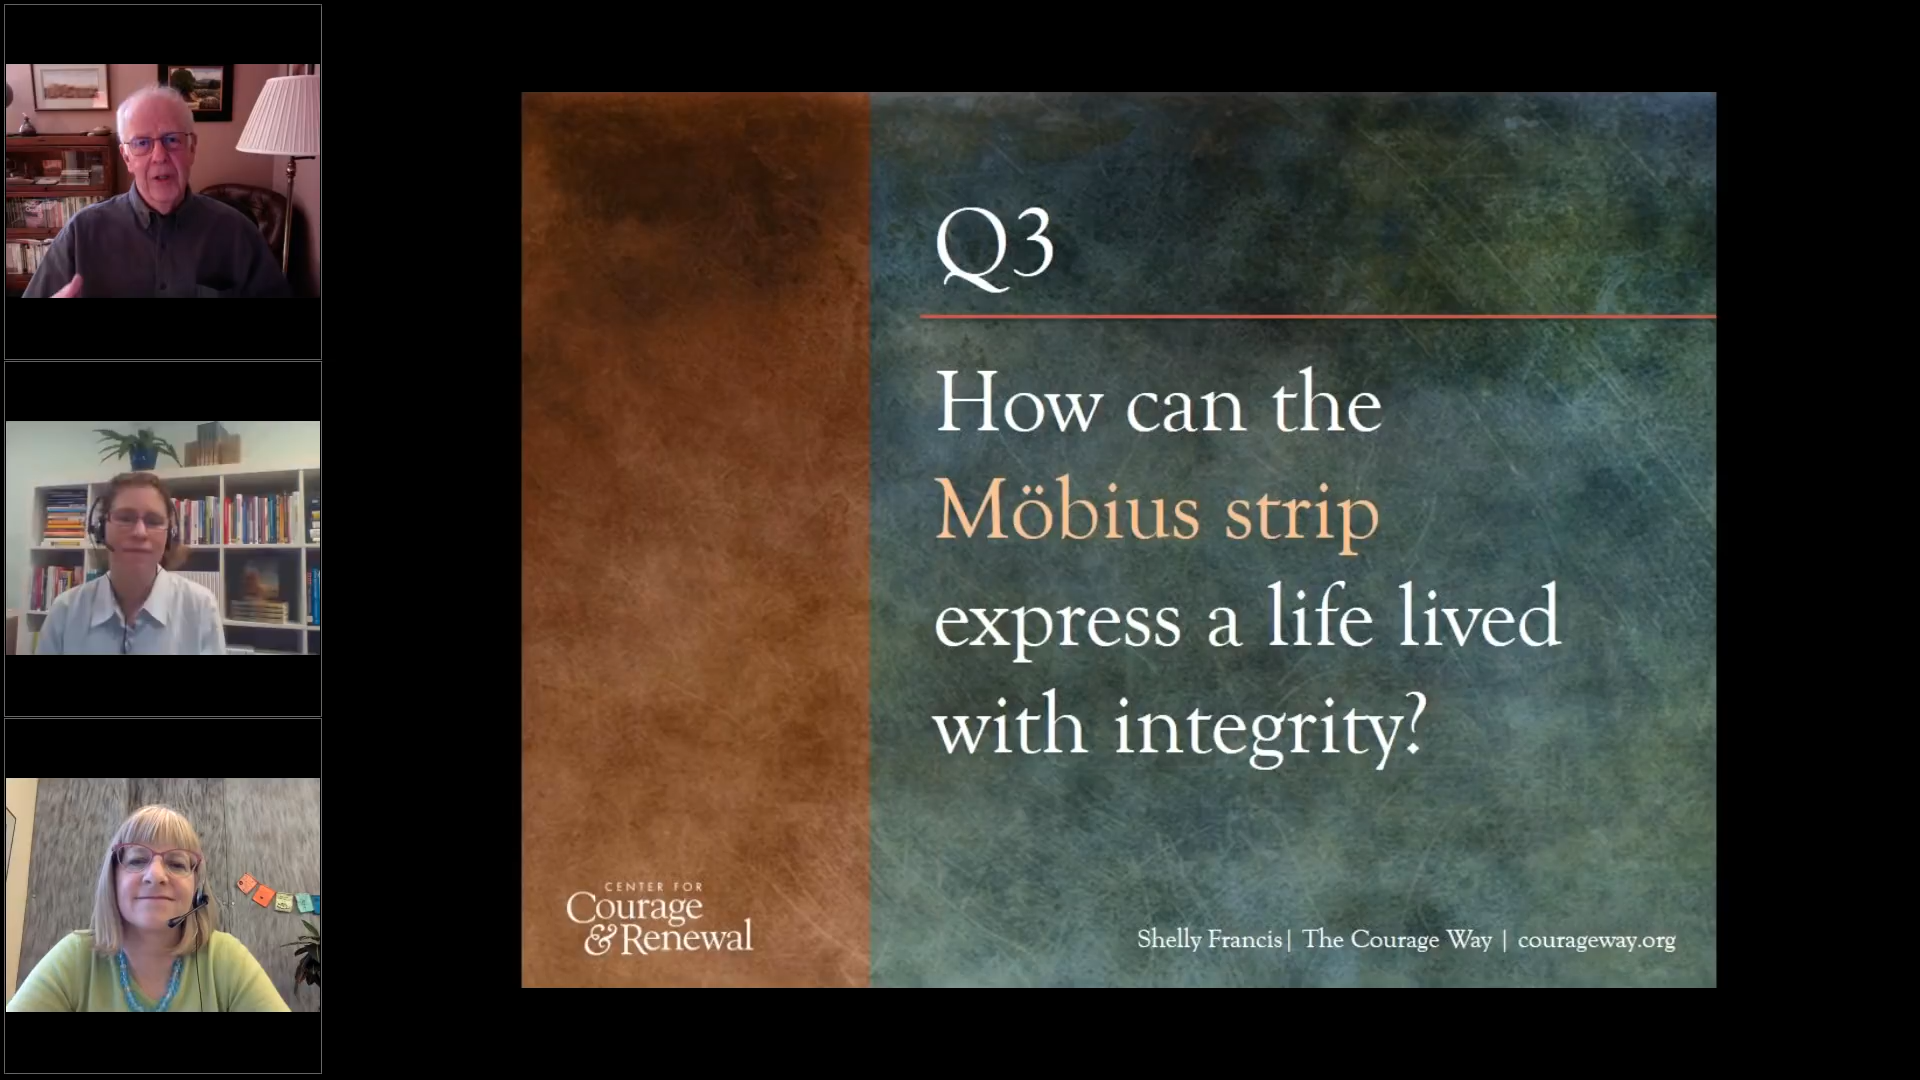 Q3
How can the
Möbius strip
express a life lived
with integrity?
CENTER FOR
Courage
& Renewal
Shelly Francis | The Courage Way | courageway.org